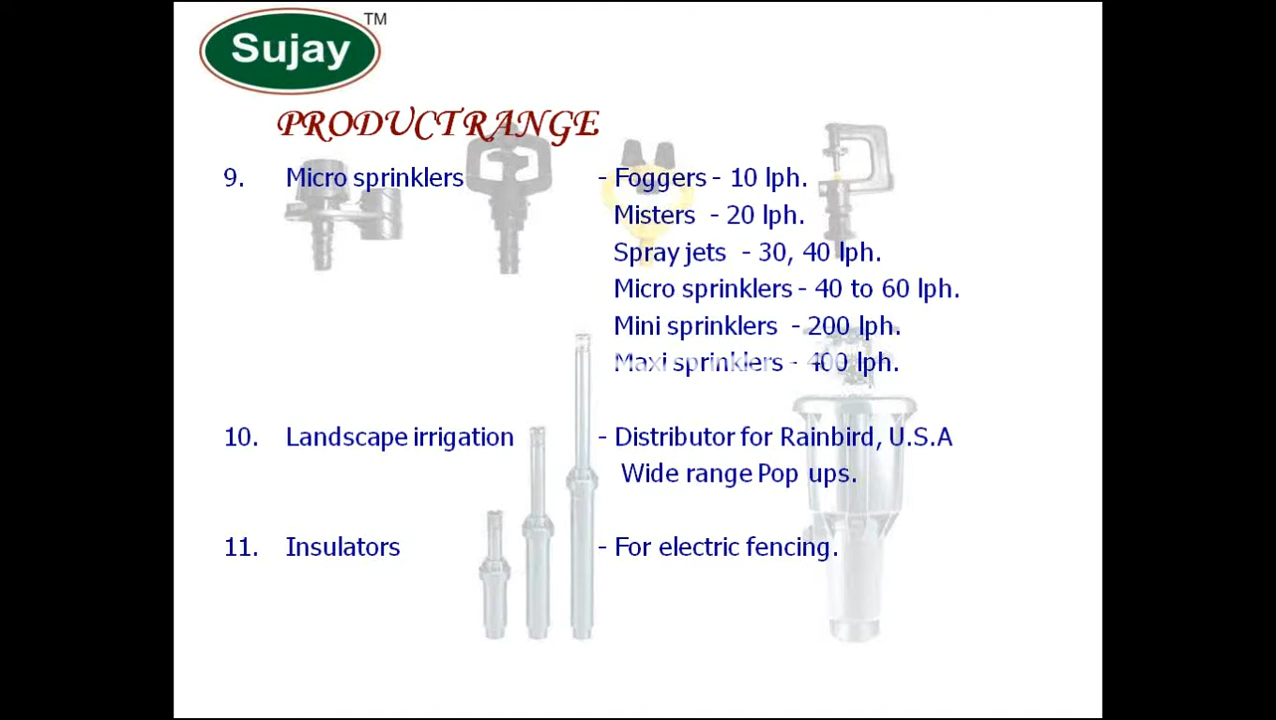 Sujay TM
PRODUCT RANGE
9. Micro sprinklers - Foggers - 10 lph.
Misters - 20 lph.
Spray jets - 30, 40 lph.
Micro sprinklers - 40 to 60 lph.
Mini sprinklers - 200 lph.
Maxi sprinklers - 400 lph.
10. Landscape irrigation - Distributor for Rainbird, U.S.A
Wide range Pop ups.
11. Insulators - For electric fencing.